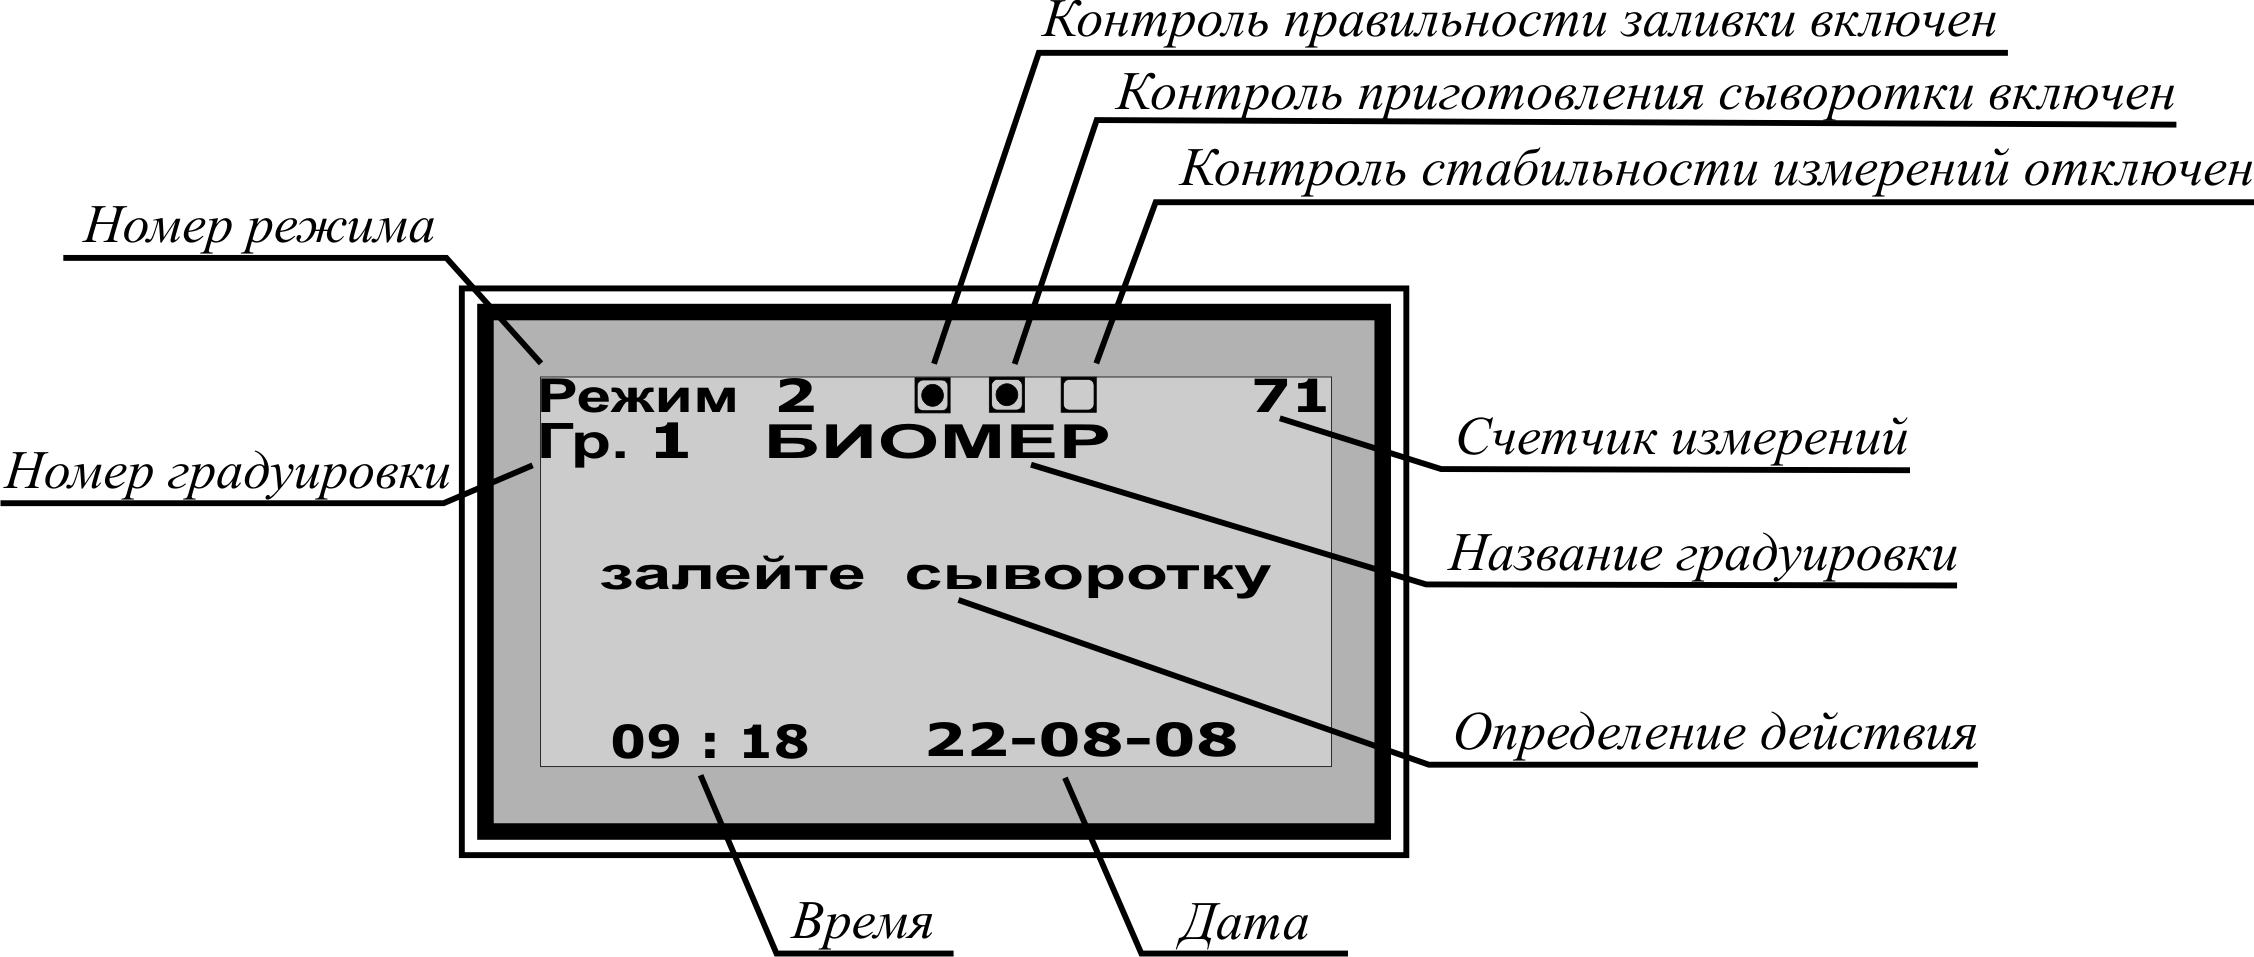 Контроль правильности заливки включен
Контроль приготовления сыворотки включен
Контроль стабильности измерений отключен
Номер режима
Режим 2 71
Гр. 1 БИОМЕР
Счетчик измерений
Номер градуировки
Название градуировки
залейте сыворотку
Определение действия
09 : 18 22-08-08
Время
Дата